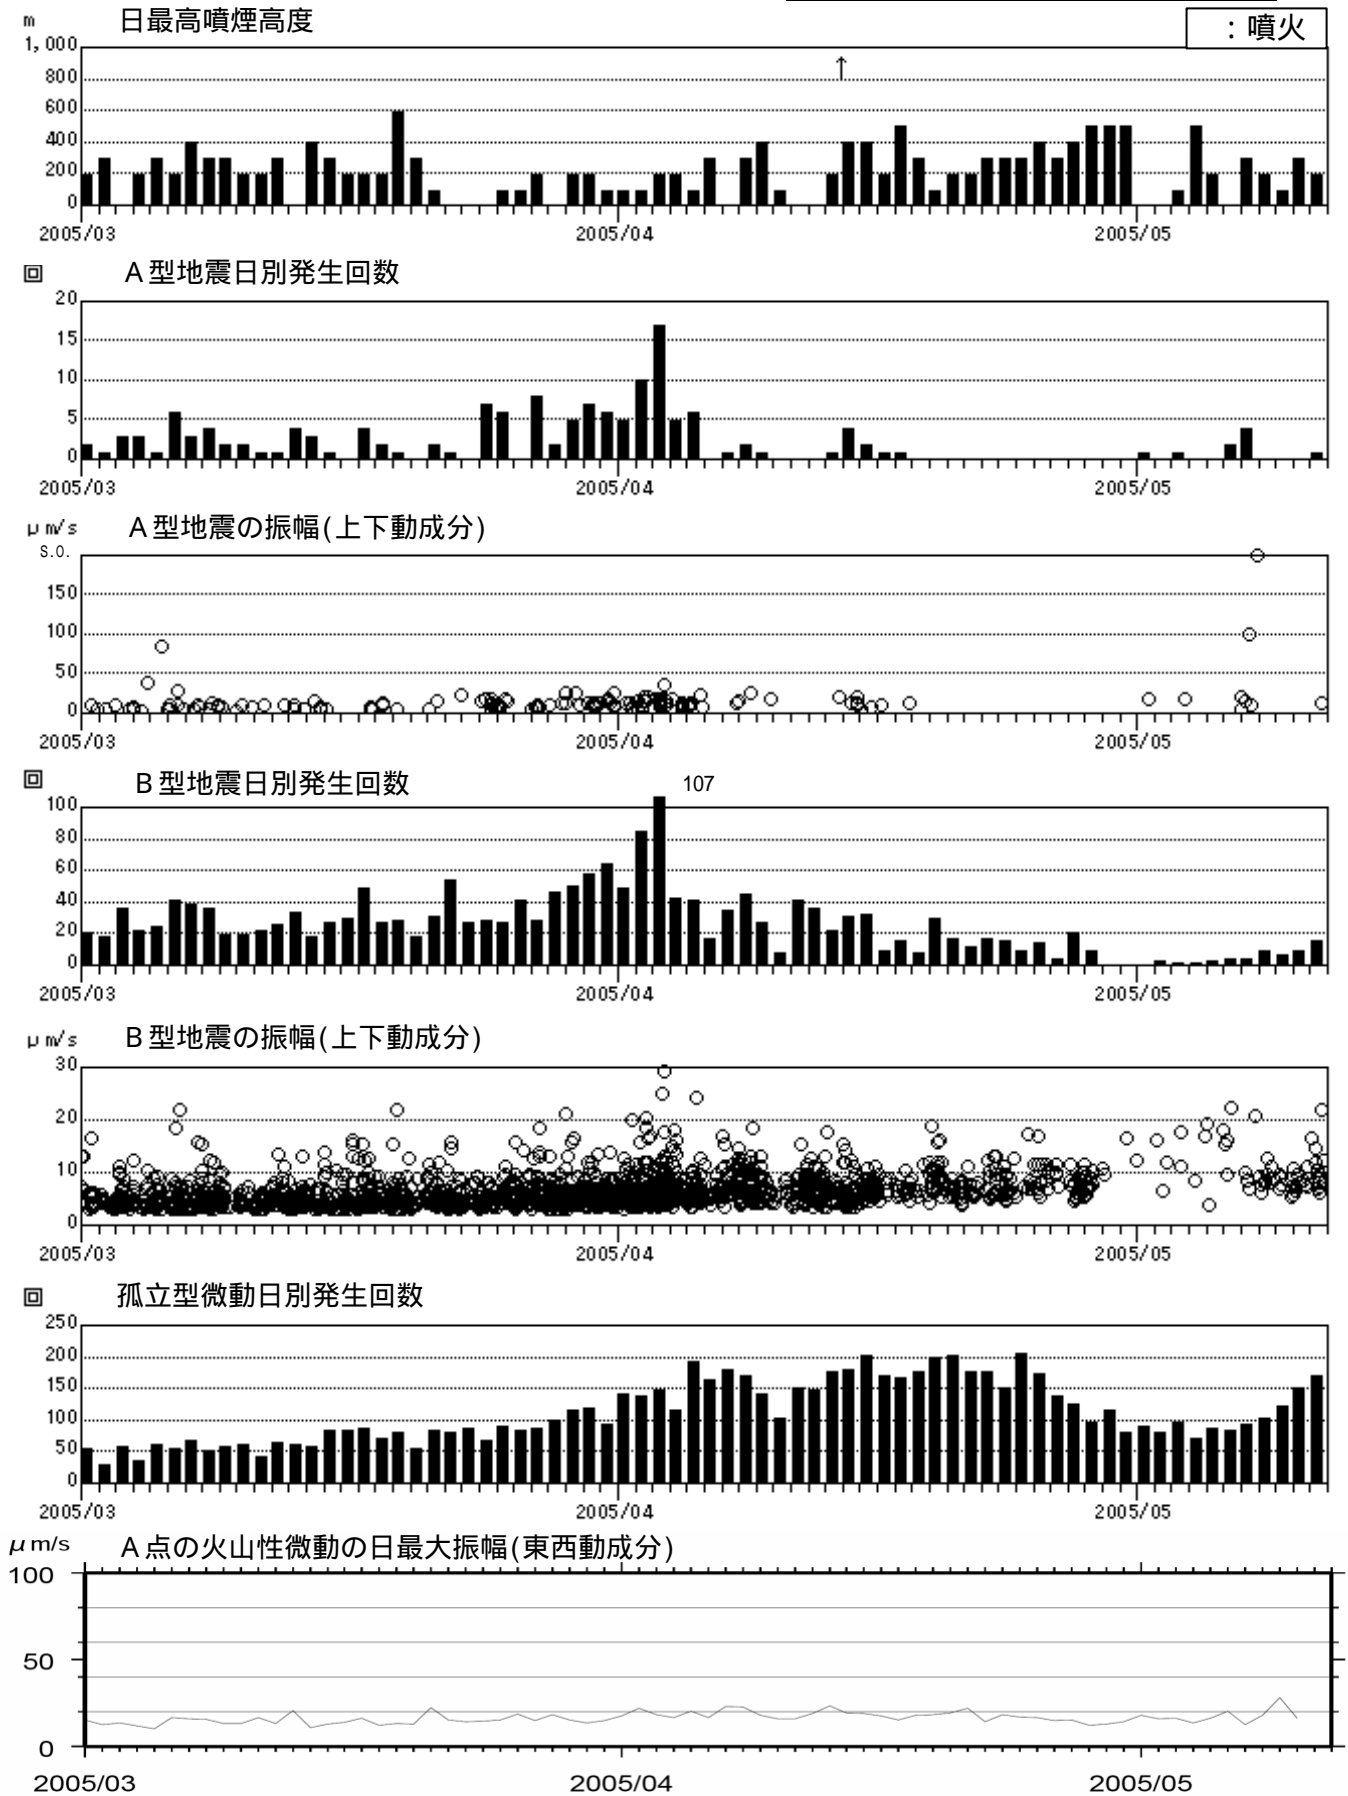 m 日最高噴煙高度
：噴火
1,000
↑
800
600
400
200
0
2005/03 2005/04 2005/05
回 A型地震日別発生回数
20
15
10
5
0
2005/03 2005/04 2005/05
μm/s A型地震の振幅(上下動成分)
S.O.
150
100
50
0
2005/03 2005/04 2005/05
回 B型地震日別発生回数 107
100
80
60
40
20
0
2005/03 2005/04 2005/05
μm/s B型地震の振幅(上下動成分)
30
20
10
0
2005/03 2005/04 2005/05
回 孤立型微動日別発生回数
250
200
150
100
50
0
2005/03 2005/04 2005/05
μm/s A点の火山性微動の日最大振幅(東西動成分)
100
50
0
2005/03 2005/04 2005/05